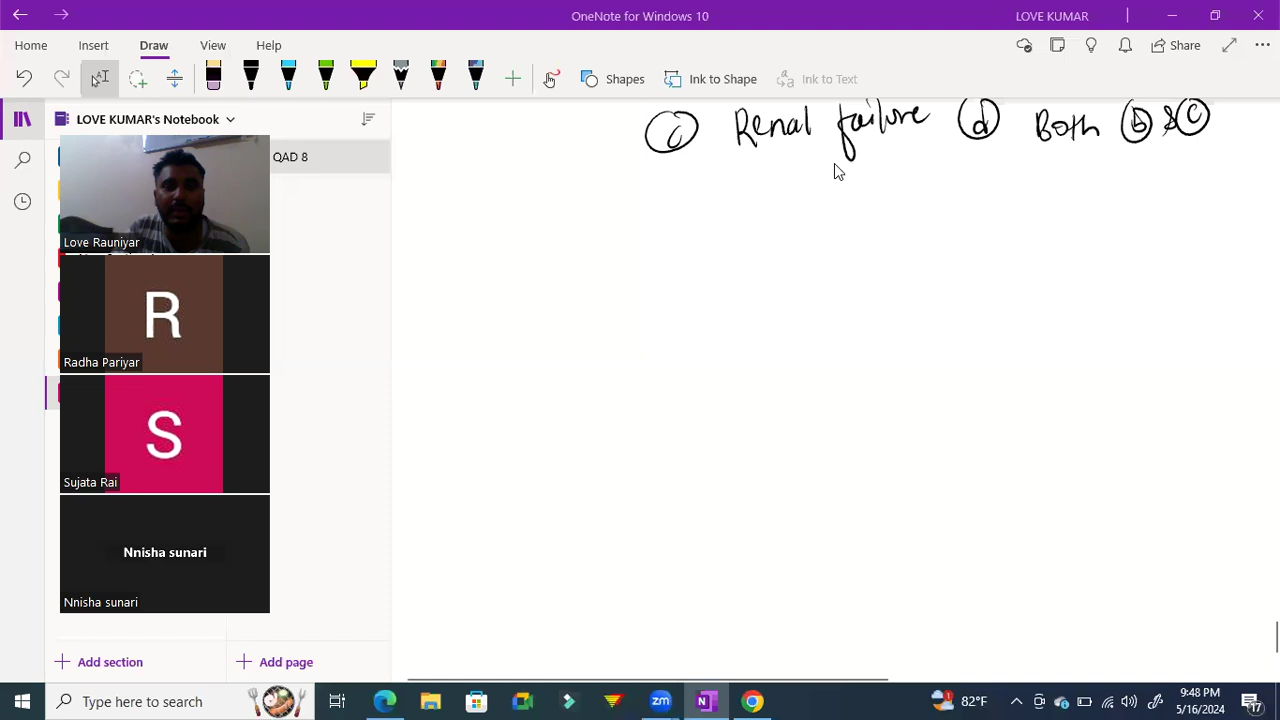 OneNote for Windows 10
LOVE KUMAR
Home Insert Draw View Help
Share
Shapes Ink to Shape Ink to Text
LOVE KUMAR's Notebook
QAD 8
(c) Renal failure (d) Both (b) & (c)
Love Rauniyar
R
Radha Pariyar
S
Sujata Rai
Nnisha sunari
Nnisha sunari
Add section
Add page
Type here to search
82°F
9:48 PM
5/16/2024
17